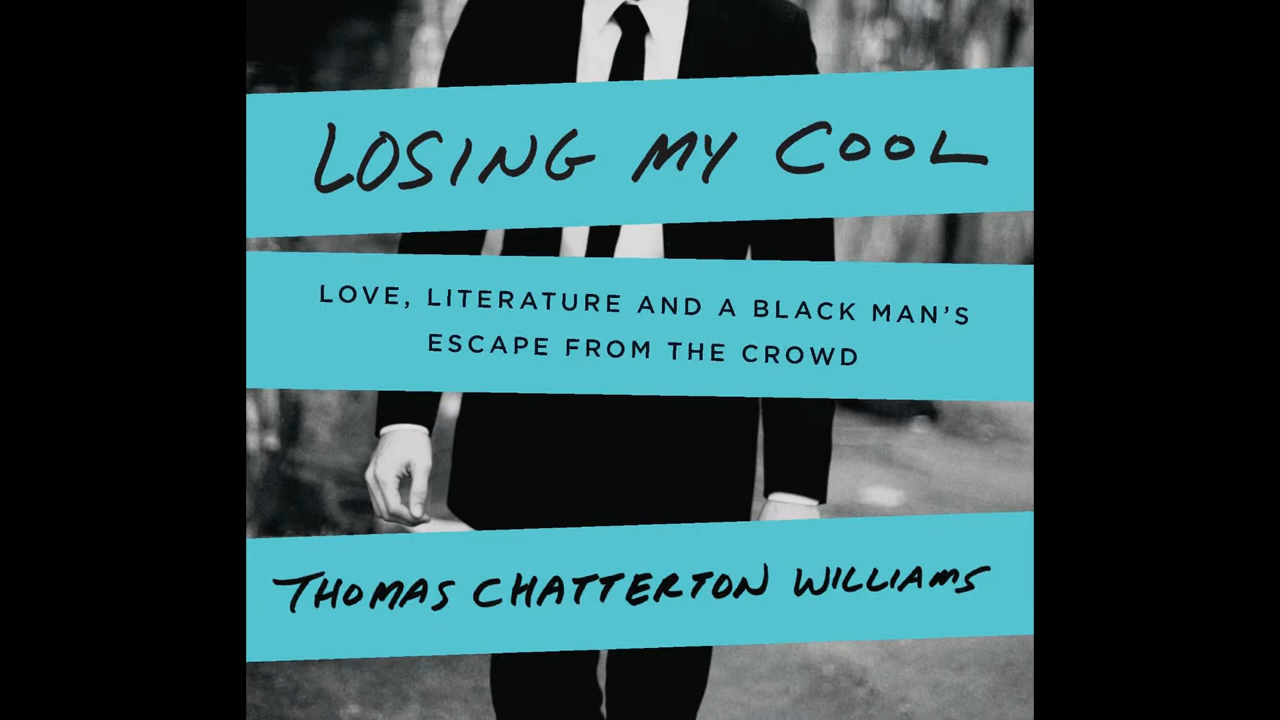 LOSING MY COOL
LOVE, LITERATURE AND A BLACK MAN'S
ESCAPE FROM THE CROWD
THOMAS CHATTERTON WILLIAMS